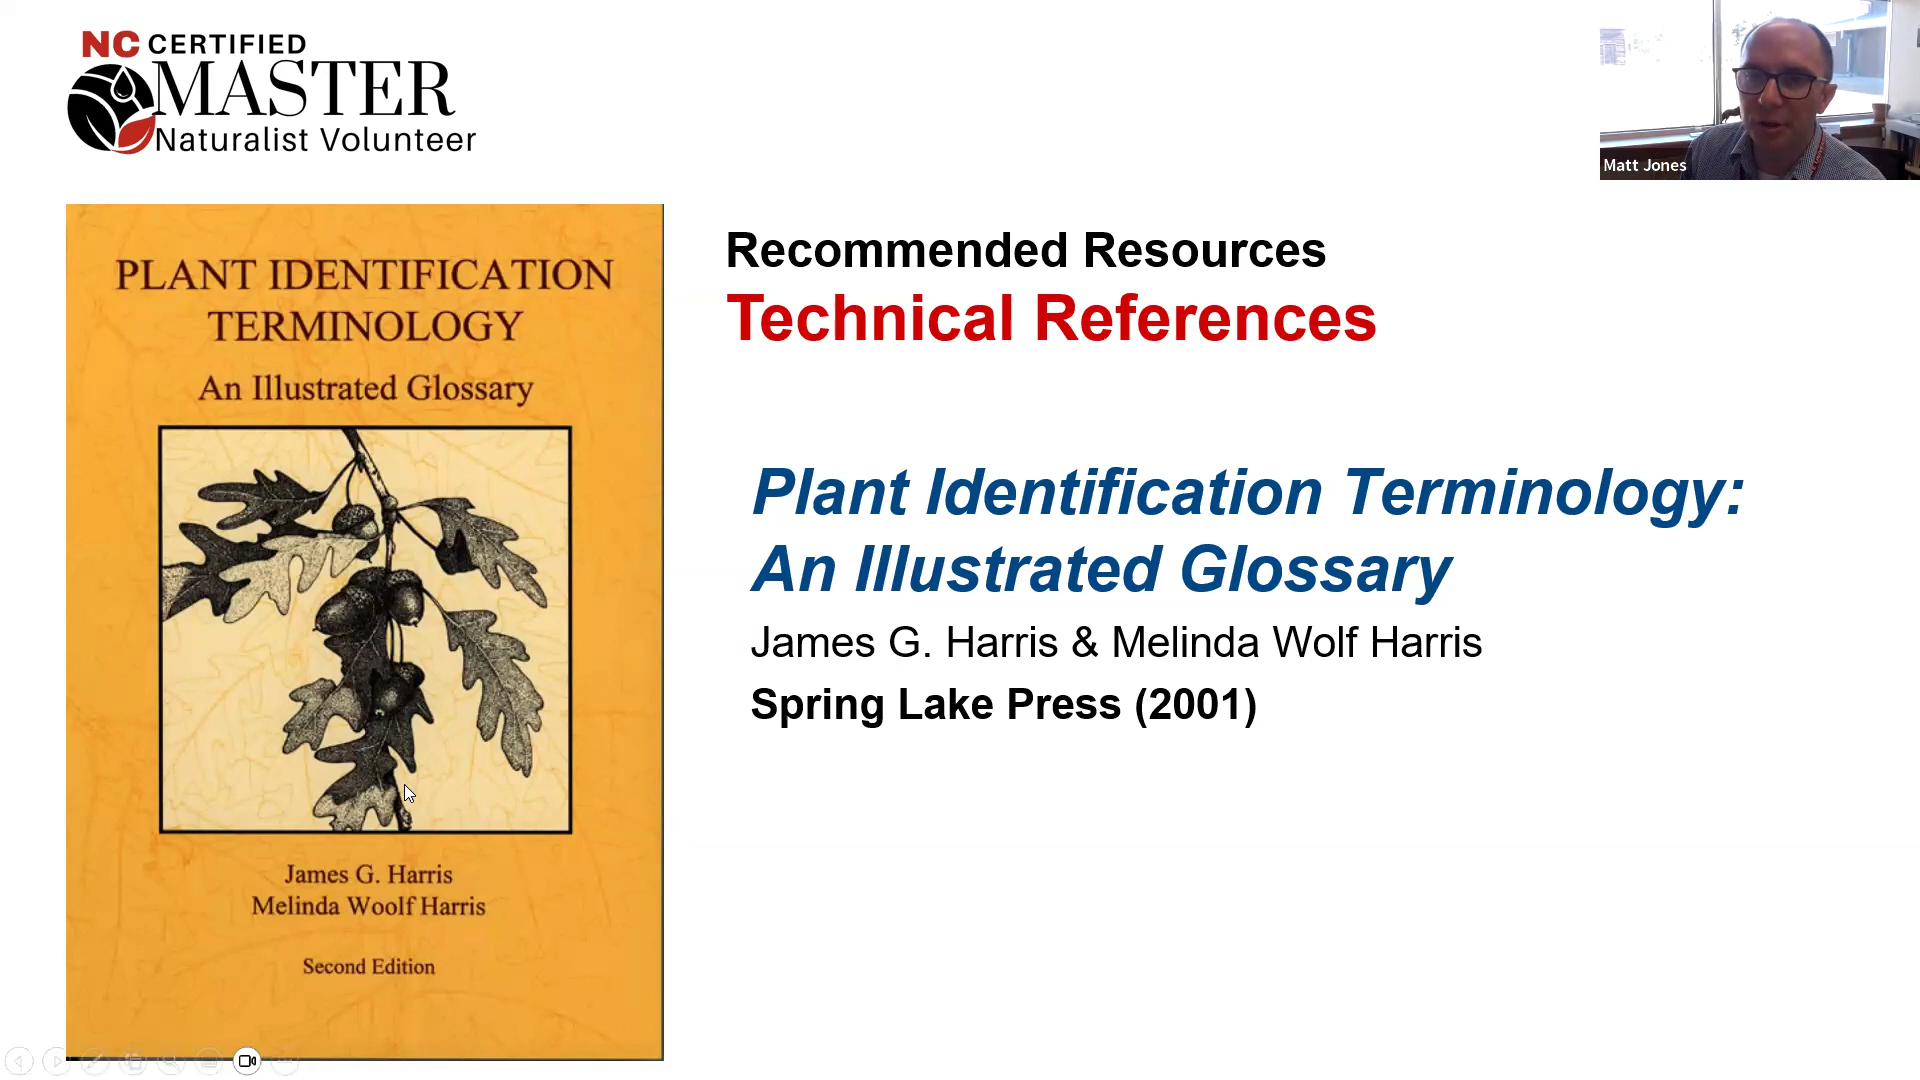 NC CERTIFIED
MASTER
Naturalist Volunteer
Matt Jones
PLANT IDENTIFICATION
TERMINOLOGY
An Illustrated Glossary
James G. Harris
Melinda Woolf Harris
Second Edition
Recommended Resources
Technical References
Plant Identification Terminology:
An Illustrated Glossary
James G. Harris & Melinda Wolf Harris
Spring Lake Press (2001)